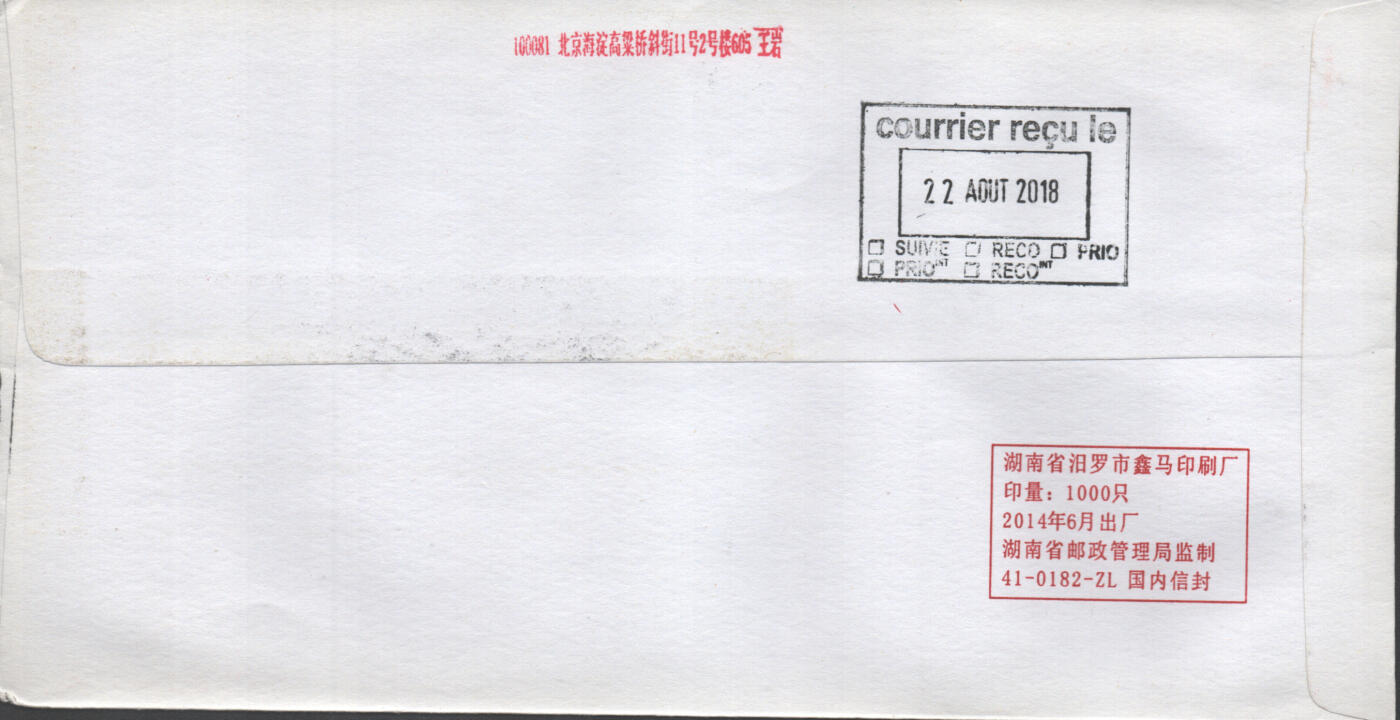 100081 北京海淀高粱桥斜街11号2号楼605 王岩
courrier reçu le
22 AOUT 2018
SUIVIE RECO PRIO
PRIO INT RECO INT
湖南省汨罗市鑫马印刷厂
印量：1000只
2014年6月出厂
湖南省邮政管理局监制
41-0182-ZL 国内信封